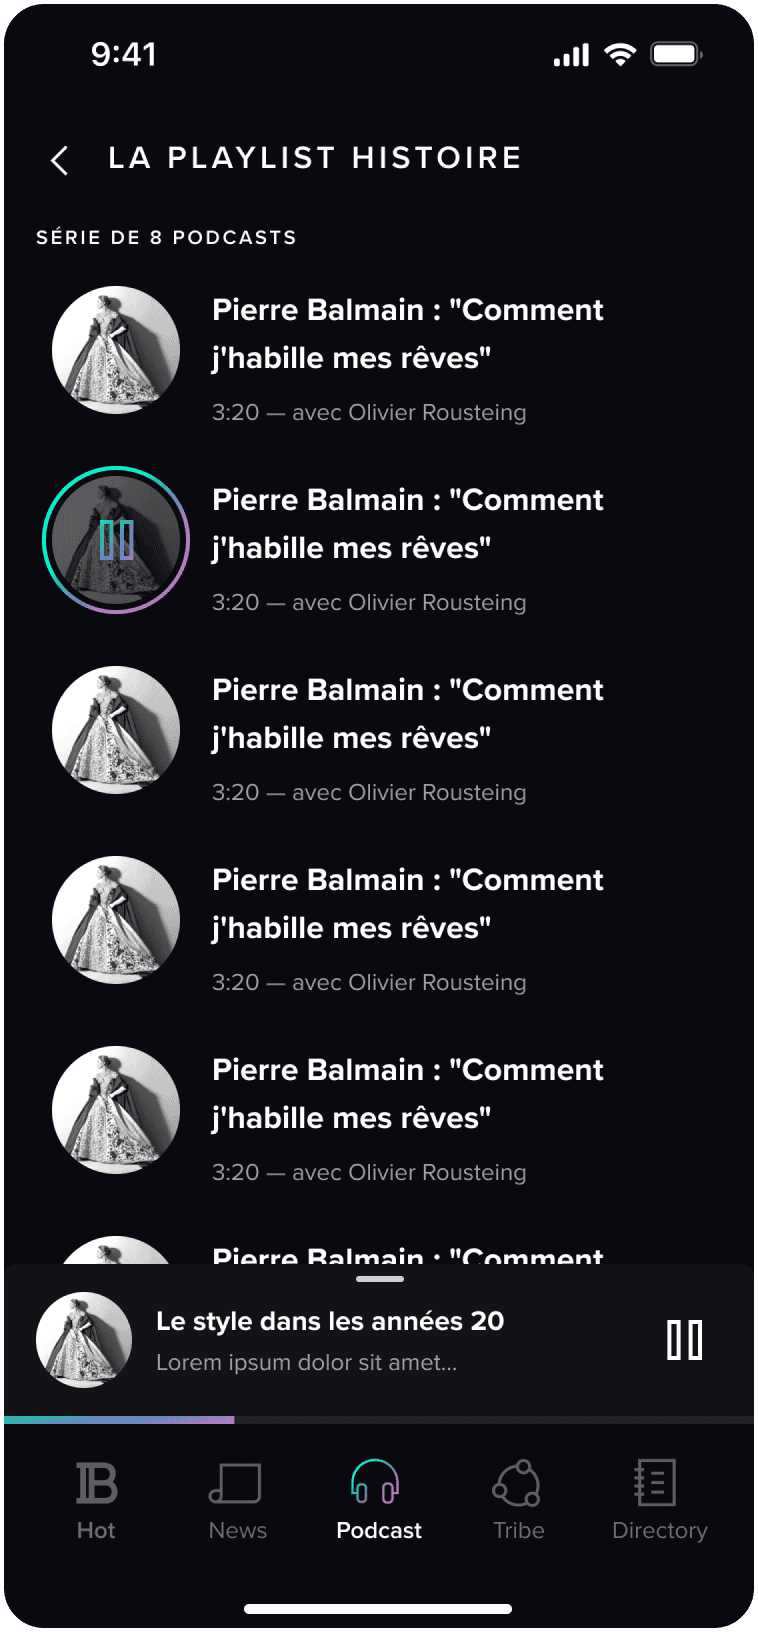 9:41
LA PLAYLIST HISTOIRE
SÉRIE DE 8 PODCASTS
Pierre Balmain : "Comment
j'habille mes rêves"
3:20 — avec Olivier Rousteing
Pierre Balmain : "Comment
j'habille mes rêves"
3:20 — avec Olivier Rousteing
Pierre Balmain : "Comment
j'habille mes rêves"
3:20 — avec Olivier Rousteing
Pierre Balmain : "Comment
j'habille mes rêves"
3:20 — avec Olivier Rousteing
Pierre Balmain : "Comment
j'habille mes rêves"
3:20 — avec Olivier Rousteing
Pierre Balmain : "Comment
Le style dans les années 20
Lorem ipsum dolor sit amet...
B
Hot
News
Podcast
Tribe
Directory